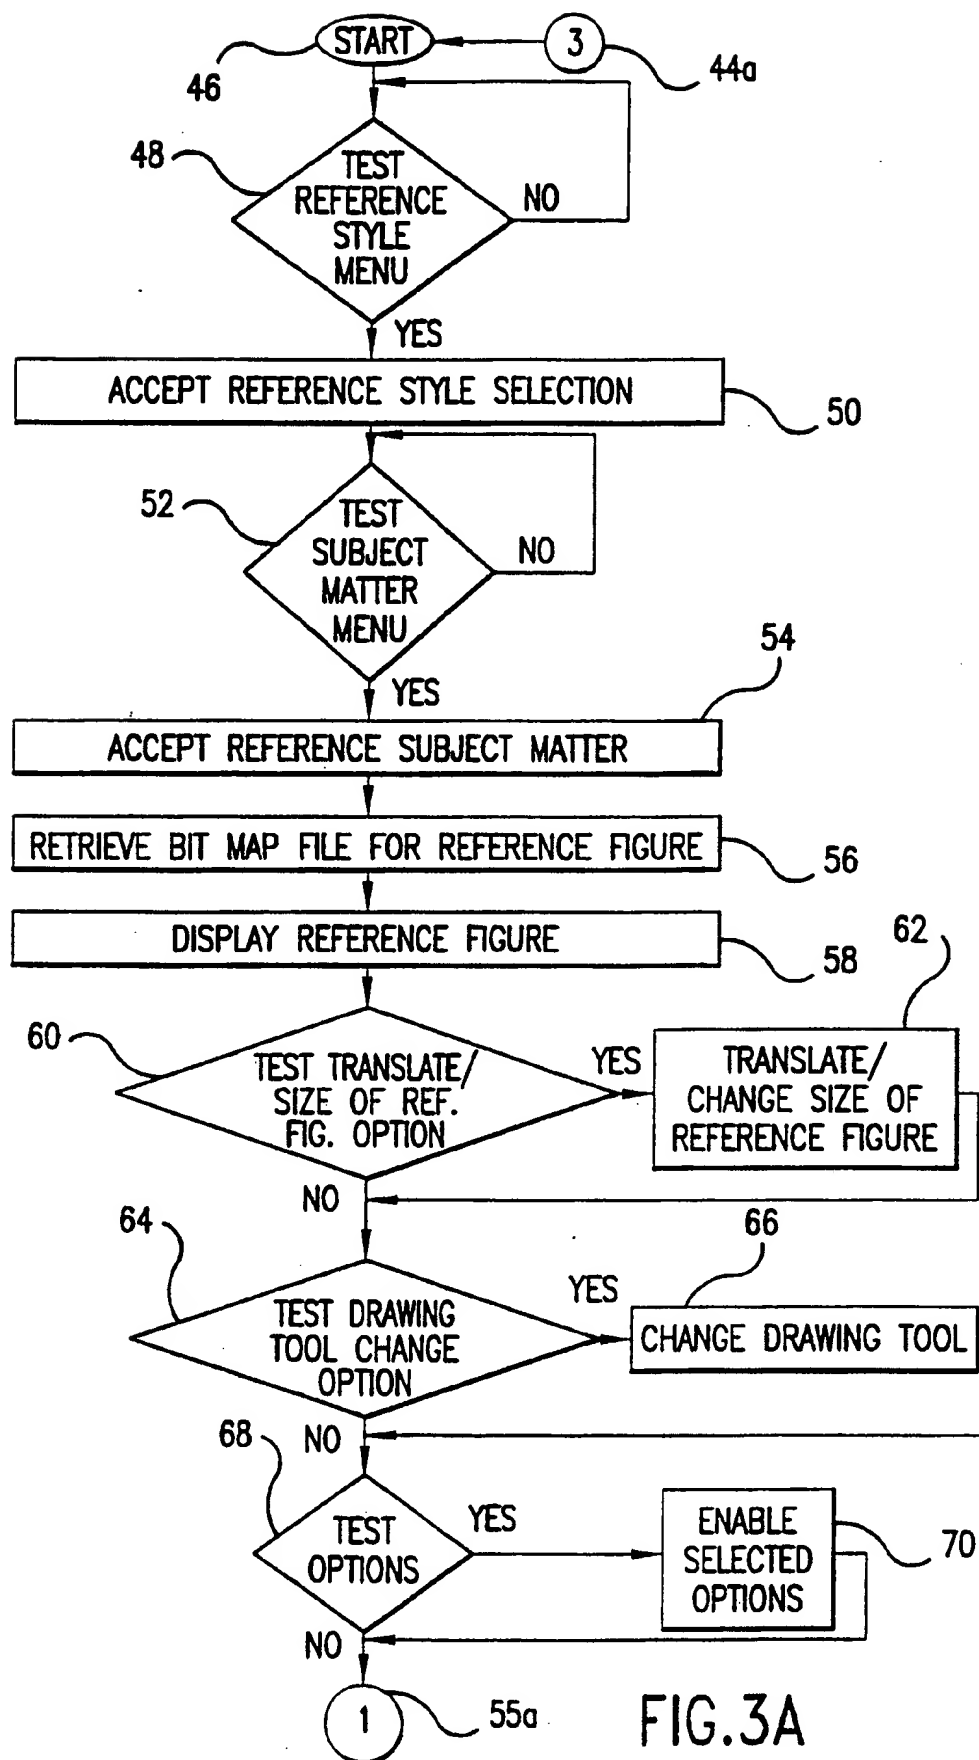 START
3
46
44a
48
TEST
REFERENCE
STYLE
MENU
NO
YES
ACCEPT REFERENCE STYLE SELECTION
50
52
TEST
SUBJECT
MATTER
MENU
NO
54
YES
ACCEPT REFERENCE SUBJECT MATTER
RETRIEVE BIT MAP FILE FOR REFERENCE FIGURE
56
DISPLAY REFERENCE FIGURE
58
62
60
TEST TRANSLATE/
SIZE OF REF.
FIG. OPTION
YES
TRANSLATE/
CHANGE SIZE OF
REFERENCE FIGURE
NO
64
66
TEST DRAWING
TOOL CHANGE
OPTION
YES
CHANGE DRAWING TOOL
NO
68
TEST
OPTIONS
YES
ENABLE
SELECTED
OPTIONS
70
NO
1
55a
FIG.3A